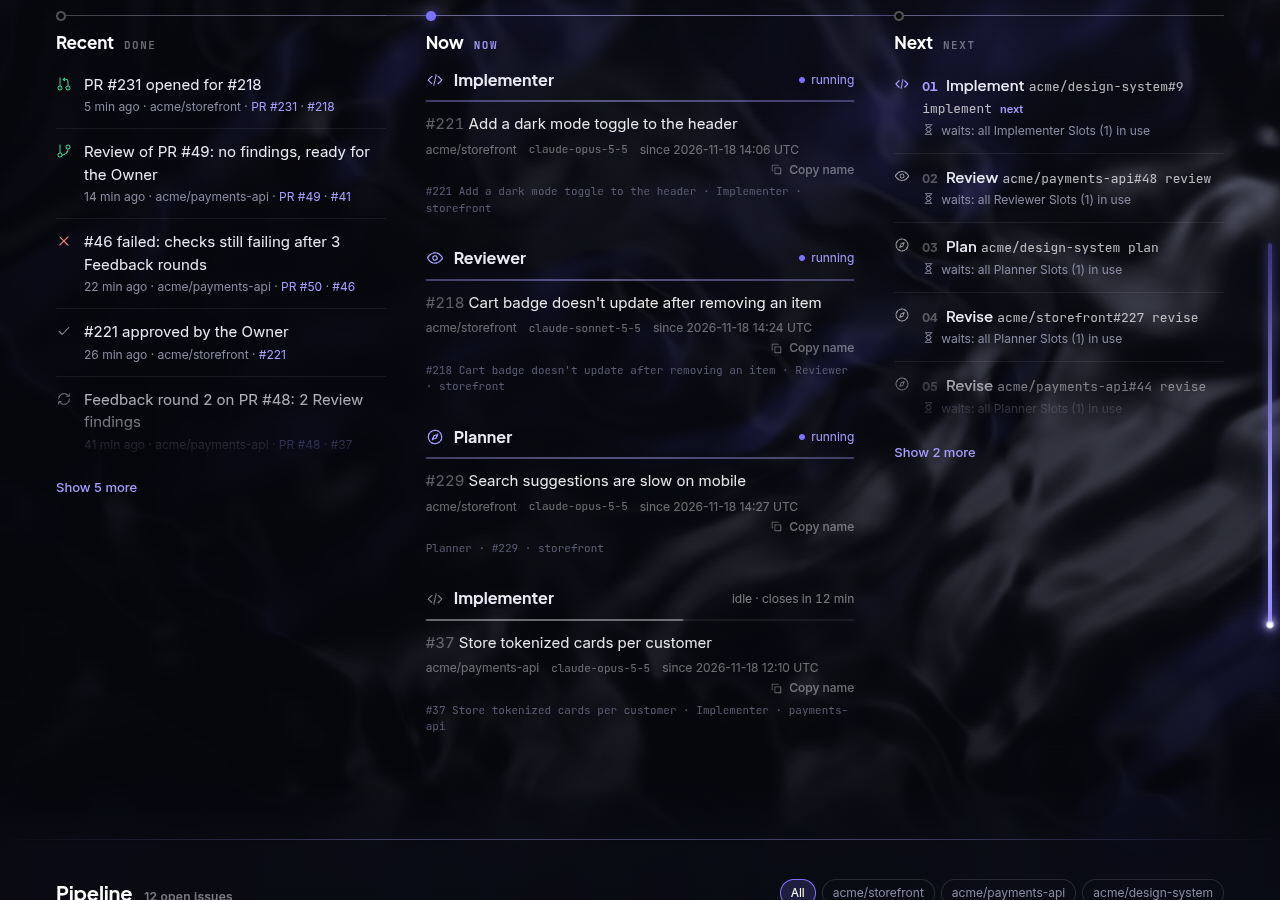 Recent DONE
PR #231 opened for #218
5 min ago · acme/storefront · PR #231 · #218
Review of PR #49: no findings, ready for
the Owner
14 min ago · acme/payments-api · PR #49 · #41
#46 failed: checks still failing after 3
Feedback rounds
22 min ago · acme/payments-api · PR #50 · #46
#221 approved by the Owner
26 min ago · acme/storefront · #221
Feedback round 2 on PR #48: 2 Review
findings
41 min ago · acme/payments-api · PR #48 · #37
Show 5 more
Now NOW
Implementer running
#221 Add a dark mode toggle to the header
acme/storefront claude-opus-5-5 since 2026-11-18 14:06 UTC
Copy name
#221 Add a dark mode toggle to the header · Implementer ·
storefront
Reviewer running
#218 Cart badge doesn't update after removing an item
acme/storefront claude-sonnet-5-5 since 2026-11-18 14:24 UTC
Copy name
#218 Cart badge doesn't update after removing an item · Reviewer
· storefront
Planner running
#229 Search suggestions are slow on mobile
acme/storefront claude-opus-5-5 since 2026-11-18 14:27 UTC
Copy name
Planner · #229 · storefront
Implementer idle · closes in 12 min
#37 Store tokenized cards per customer
acme/payments-api claude-opus-5-5 since 2026-11-18 12:10 UTC
Copy name
#37 Store tokenized cards per customer · Implementer · payments-
api
Next NEXT
01 Implement acme/design-system#9
implement next
waits: all Implementer Slots (1) in use
02 Review acme/payments-api#48 review
waits: all Reviewer Slots (1) in use
03 Plan acme/design-system plan
waits: all Planner Slots (1) in use
04 Revise acme/storefront#227 revise
waits: all Planner Slots (1) in use
05 Revise acme/payments-api#44 revise
waits: all Planner Slots (1) in use
Show 2 more
Pipeline 12 open issues
All acme/storefront acme/payments-api acme/design-system